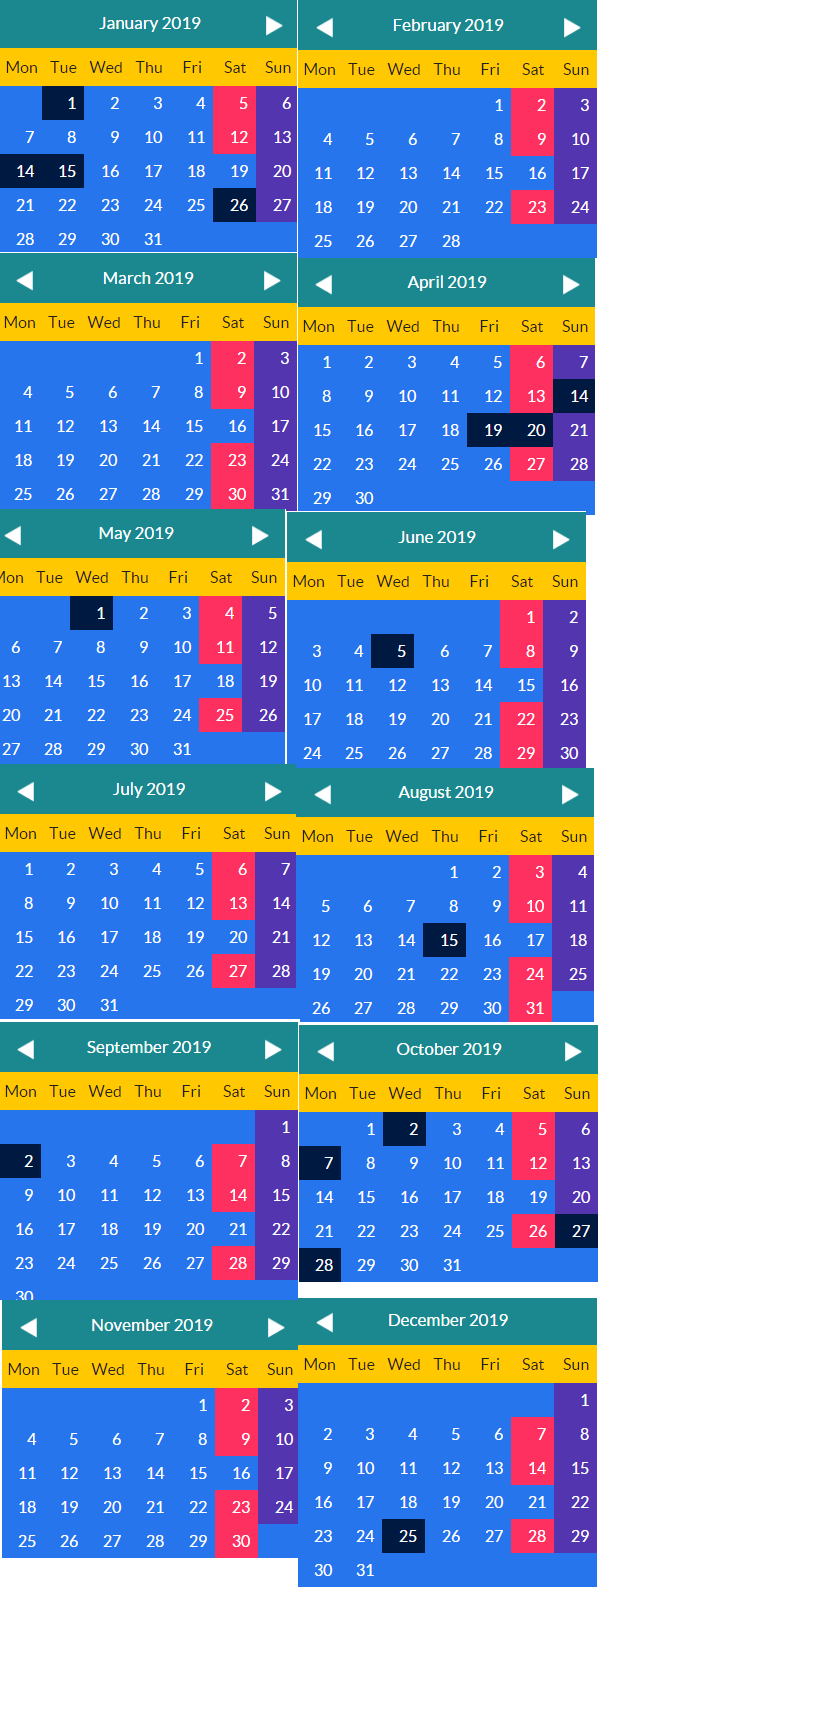 January 2019
Mon Tue Wed Thu Fri Sat Sun
1 2 3 4 5 6
7 8 9 10 11 12 13
14 15 16 17 18 19 20
21 22 23 24 25 26 27
28 29 30 31
February 2019
Mon Tue Wed Thu Fri Sat Sun
1 2 3
4 5 6 7 8 9 10
11 12 13 14 15 16 17
18 19 20 21 22 23 24
25 26 27 28
March 2019
Mon Tue Wed Thu Fri Sat Sun
1 2 3
4 5 6 7 8 9 10
11 12 13 14 15 16 17
18 19 20 21 22 23 24
25 26 27 28 29 30 31
April 2019
Mon Tue Wed Thu Fri Sat Sun
1 2 3 4 5 6 7
8 9 10 11 12 13 14
15 16 17 18 19 20 21
22 23 24 25 26 27 28
29 30
May 2019
Mon Tue Wed Thu Fri Sat Sun
1 2 3 4 5
6 7 8 9 10 11 12
13 14 15 16 17 18 19
20 21 22 23 24 25 26
27 28 29 30 31
June 2019
Mon Tue Wed Thu Fri Sat Sun
1 2
3 4 5 6 7 8 9
10 11 12 13 14 15 16
17 18 19 20 21 22 23
24 25 26 27 28 29 30
July 2019
Mon Tue Wed Thu Fri Sat Sun
1 2 3 4 5 6 7
8 9 10 11 12 13 14
15 16 17 18 19 20 21
22 23 24 25 26 27 28
29 30 31
August 2019
Mon Tue Wed Thu Fri Sat Sun
1 2 3 4
5 6 7 8 9 10 11
12 13 14 15 16 17 18
19 20 21 22 23 24 25
26 27 28 29 30 31
September 2019
Mon Tue Wed Thu Fri Sat Sun
1
2 3 4 5 6 7 8
9 10 11 12 13 14 15
16 17 18 19 20 21 22
23 24 25 26 27 28 29
30
October 2019
Mon Tue Wed Thu Fri Sat Sun
1 2 3 4 5 6
7 8 9 10 11 12 13
14 15 16 17 18 19 20
21 22 23 24 25 26 27
28 29 30 31
November 2019
Mon Tue Wed Thu Fri Sat Sun
1 2 3
4 5 6 7 8 9 10
11 12 13 14 15 16 17
18 19 20 21 22 23 24
25 26 27 28 29 30
December 2019
Mon Tue Wed Thu Fri Sat Sun
1
2 3 4 5 6 7 8
9 10 11 12 13 14 15
16 17 18 19 20 21 22
23 24 25 26 27 28 29
30 31